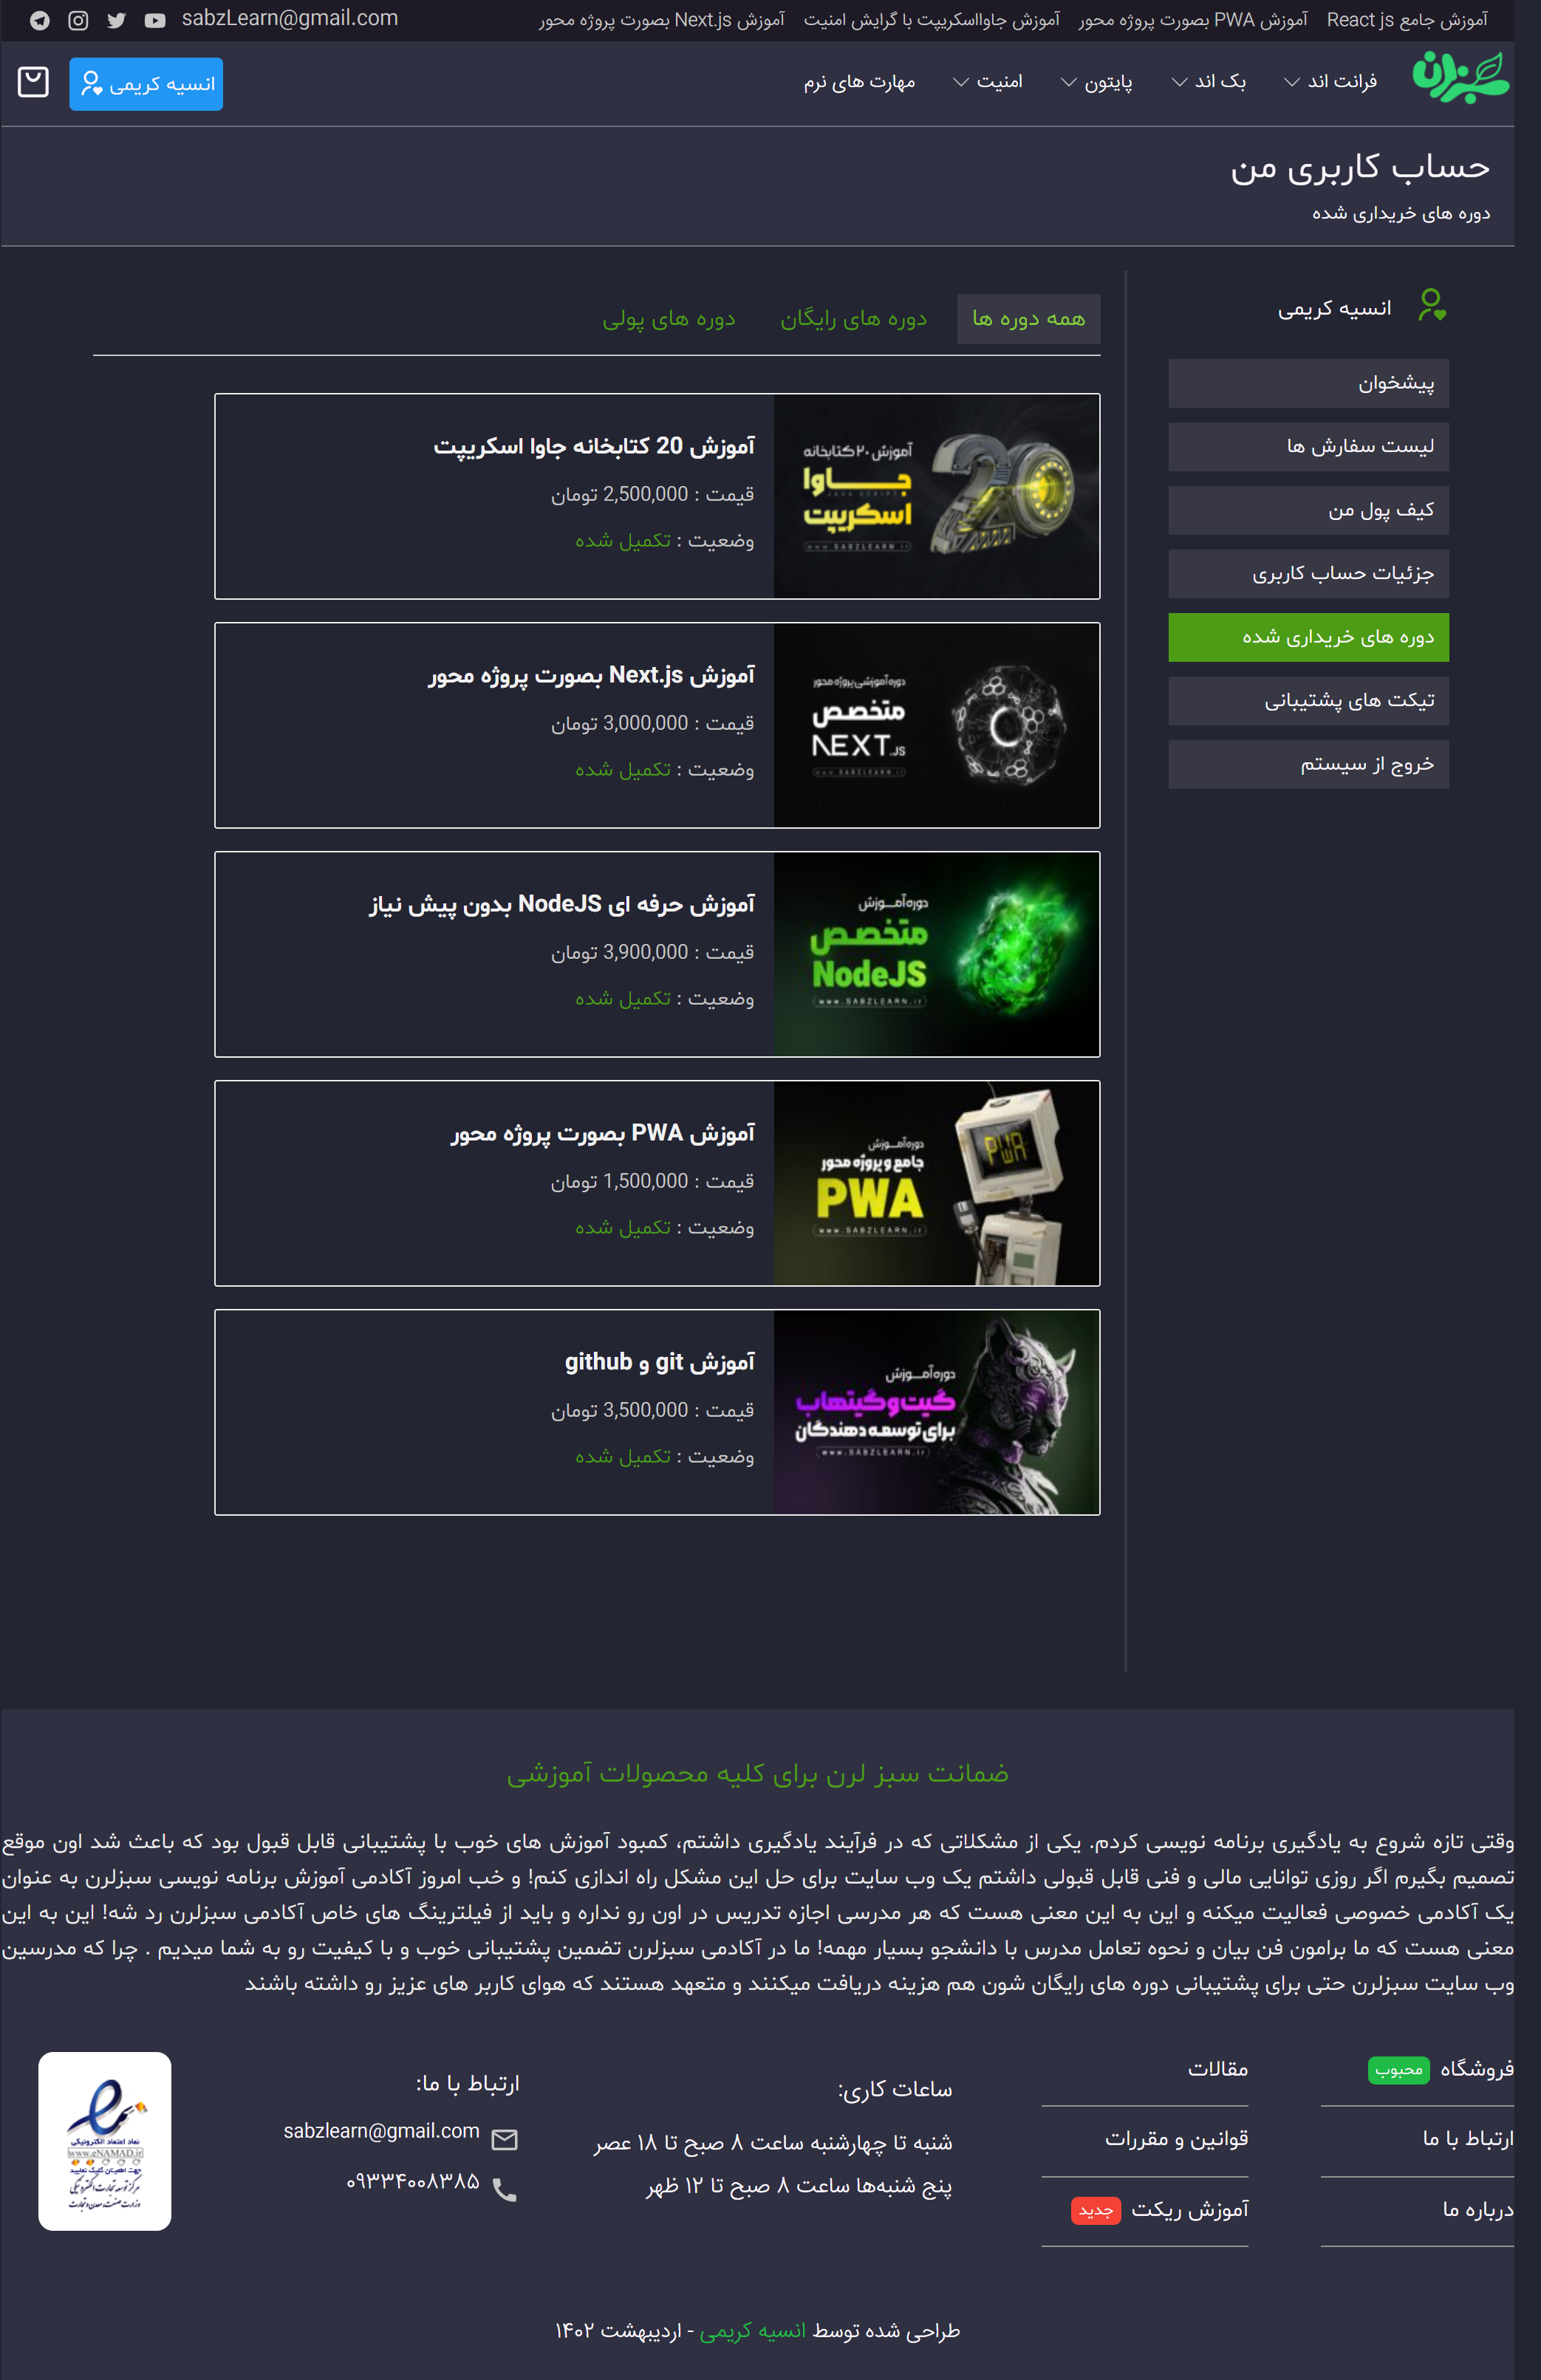 آموزش جامع React js آموزش PWA بصورت پروژه محور آموزش جاوااسکریپت با گرایش امنیت آموزش Next.js بصورت پروژه محور sabzLearn@gmail.com
سبزلرن فرانت اند بک اند پایتون امنیت مهارت های نرم انسیه کریمی
حساب کاربری من
دوره های خریداری شده
انسیه کریمی
پیشخوان
لیست سفارش ها
کیف پول من
جزئیات حساب کاربری
دوره های خریداری شده
تیکت های پشتیبانی
خروج از سیستم
همه دوره ها دوره های رایگان دوره های پولی
آموزش ۲۰ کتابخانه
جاوا
JAVA SCRIPT
اسکریپت
www.SABZLEARN.ir
20
آموزش 20 کتابخانه جاوا اسکریپت
قیمت : 2,500,000 تومان
وضعیت : تکمیل شده
دوره آموزشی پروژه محور
متخصص
NEXT.JS
www.SABZLEARN.ir
آموزش Next.js بصورت پروژه محور
قیمت : 3,000,000 تومان
وضعیت : تکمیل شده
دوره آموزش
متخصص
NodeJS
www.SABZLEARN.ir
آموزش حرفه ای NodeJS بدون پیش نیاز
قیمت : 3,900,000 تومان
وضعیت : تکمیل شده
دوره آموزش
جامع و پروژه محور
PWA
www.SABZLEARN.ir
PWA
آموزش PWA بصورت پروژه محور
قیمت : 1,500,000 تومان
وضعیت : تکمیل شده
دوره آموزش
گیت و گیتهاب
برای توسعه دهندگان
www.SABZLEARN.ir
آموزش git و github
قیمت : 3,500,000 تومان
وضعیت : تکمیل شده
ضمانت سبز لرن برای کلیه محصولات آموزشی
وقتی تازه شروع به یادگیری برنامه نویسی کردم. یکی از مشکلاتی که در فرآیند یادگیری داشتم، کمبود آموزش های خوب با پشتیبانی قابل قبول بود که باعث شد اون موقع
تصمیم بگیرم اگر روزی توانایی مالی و فنی قابل قبولی داشتم یک وب سایت برای حل این مشکل راه اندازی کنم! و خب امروز آکادمی آموزش برنامه نویسی سبزلرن به عنوان
یک آکادمی خصوصی فعالیت میکنه و این به این معنی هست که هر مدرسی اجازه تدریس در اون رو نداره و باید از فیلترینگ های خاص آکادمی سبزلرن رد شه! این به این
معنی هست که ما برامون فن بیان و نحوه تعامل مدرس با دانشجو بسیار مهمه! ما در آکادمی سبزلرن تضمین پشتیبانی خوب و با کیفیت رو به شما میدیم . چرا که مدرسین
وب سایت سبزلرن حتی برای پشتیبانی دوره های رایگان شون هم هزینه دریافت میکنند و متعهد هستند که هوای کاربر های عزیز رو داشته باشند
فروشگاه محبوب
ارتباط با ما
درباره ما
مقالات
قوانین و مقررات
آموزش ریکت جدید
ساعات کاری:
شنبه تا چهارشنبه ساعت ۸ صبح تا ۱۸ عصر
پنج شنبه‌ها ساعت ۸ صبح تا ۱۲ ظهر
ارتباط با ما:
sabzlearn@gmail.com
۰۹۳۳۴۰۰۸۳۸۵
نماد اعتماد الکترونیکی
www.eNAMAD.ir
جهت اطمینان کلیک نمایید
مرکز توسعه تجارت الکترونیکی
وزارت صنعت، معدن و تجارت
طراحی شده توسط انسیه کریمی - اردیبهشت ۱۴۰۲